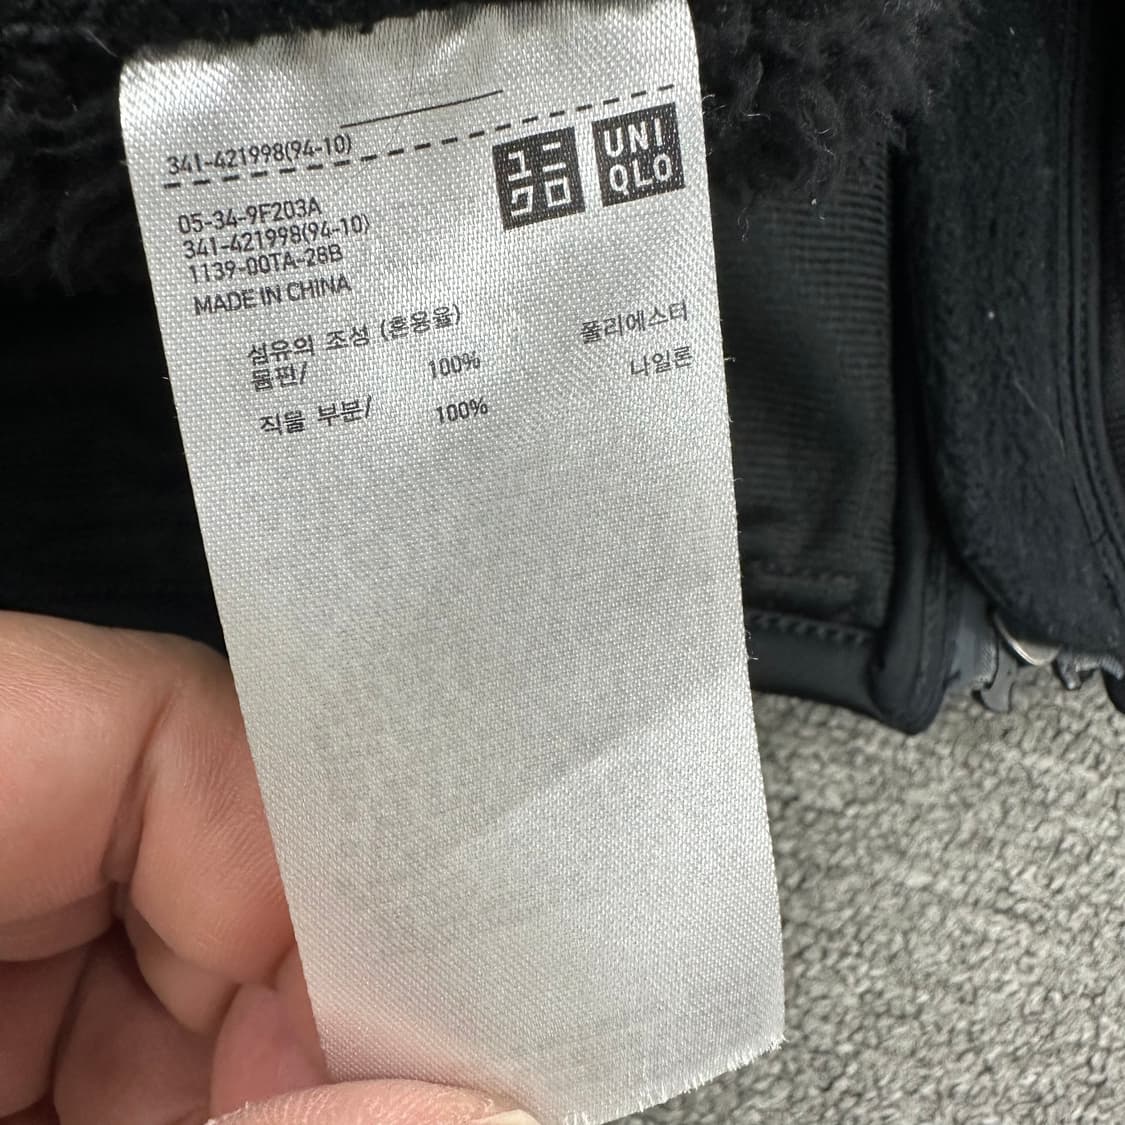 341-421998(94-10)
ユニ
クロ
UNI
QLO
05-34-9F203A
341-421998(94-10)
1139-00TA-28B
MADE IN CHINA
섬유의 조성 (혼용율)
몸판/ 100% 폴리에스터
직물 부분/ 100% 나일론